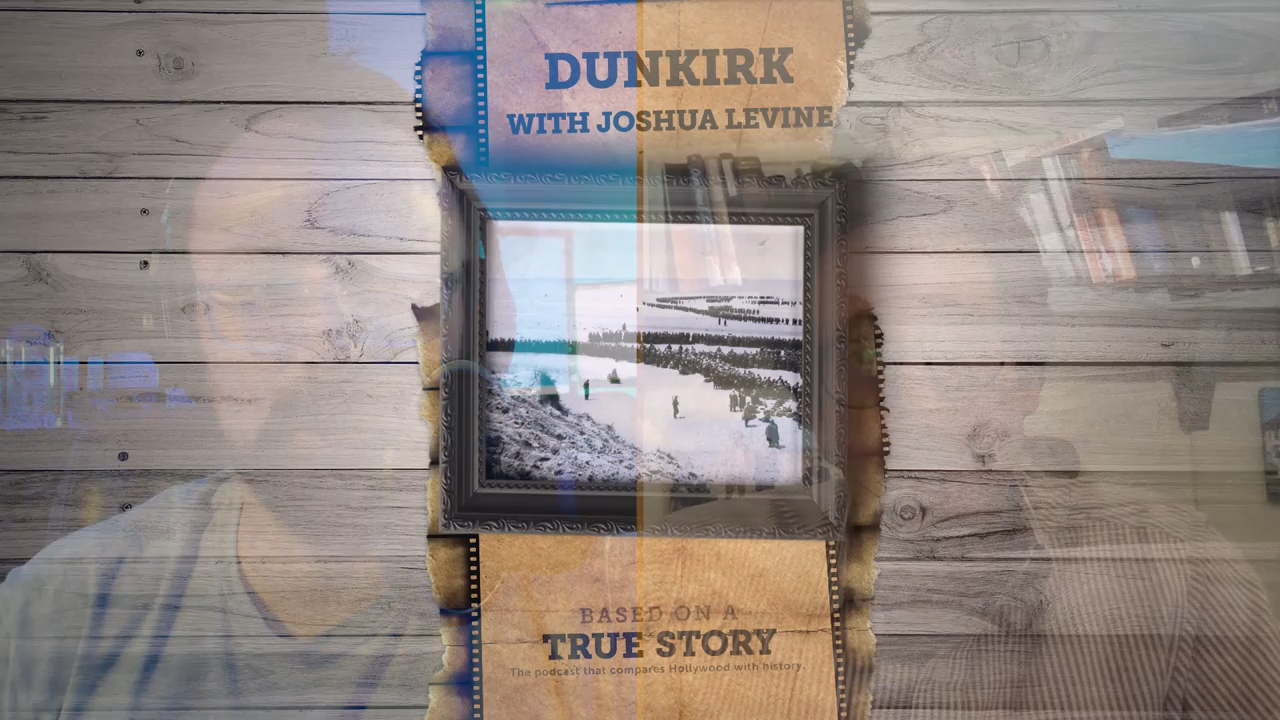 DUNKIRK
WITH JOSHUA LEVINE
BASED ON A
TRUE STORY
The podcast that compares Hollywood with history.